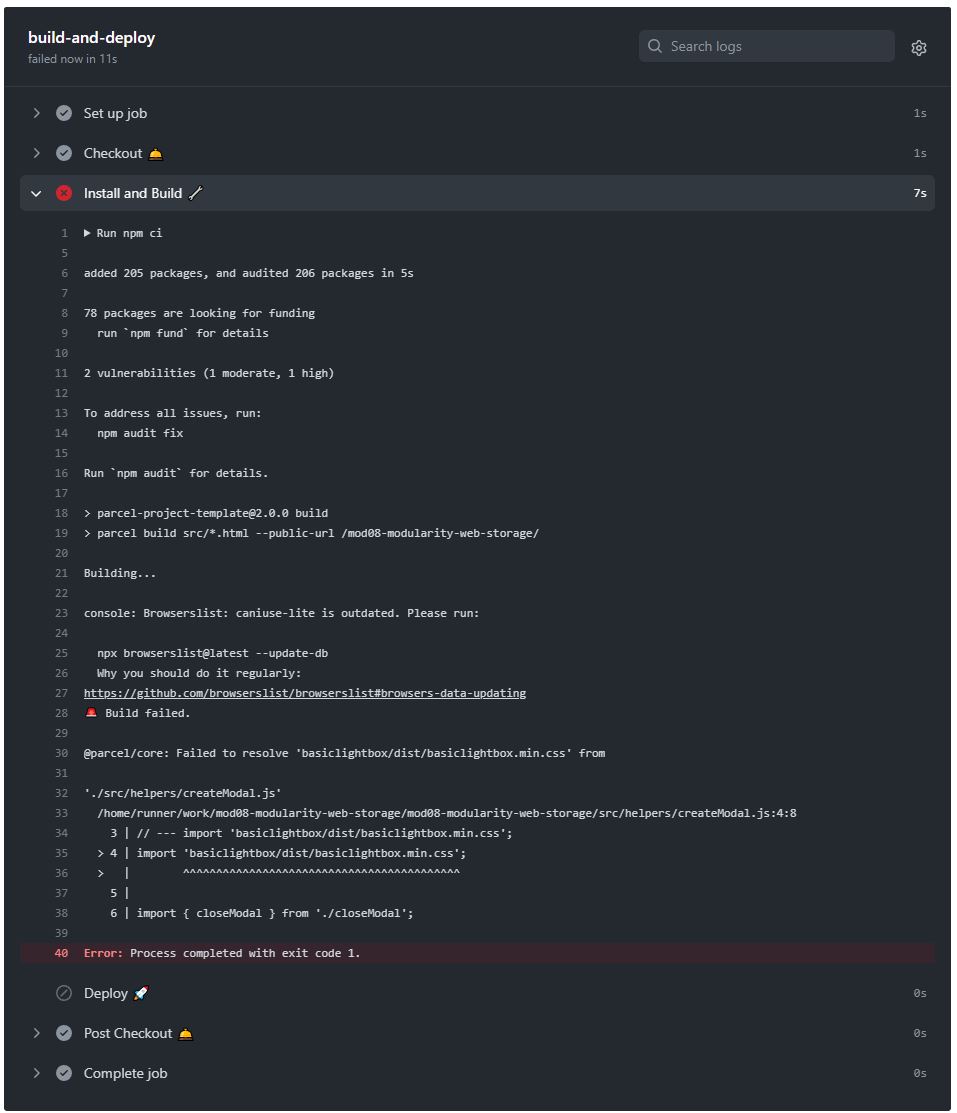 build-and-deploy
failed now in 11s
Search logs
Set up job 1s
Checkout 🛎️ 1s
Install and Build 🔧 7s
1 ▶ Run npm ci
5
6 added 205 packages, and audited 206 packages in 5s
7
8 78 packages are looking for funding
9 run `npm fund` for details
10
11 2 vulnerabilities (1 moderate, 1 high)
12
13 To address all issues, run:
14 npm audit fix
15
16 Run `npm audit` for details.
17
18 > parcel-project-template@2.0.0 build
19 > parcel build src/*.html --public-url /mod08-modularity-web-storage/
20
21 Building...
22
23 console: Browserslist: caniuse-lite is outdated. Please run:
24
25 npx browserslist@latest --update-db
26 Why you should do it regularly:
27 https://github.com/browserslist/browserslist#browsers-data-updating
28 🚨 Build failed.
29
30 @parcel/core: Failed to resolve 'basiclightbox/dist/basiclightbox.min.css' from
31
32 './src/helpers/createModal.js'
33 /home/runner/work/mod08-modularity-web-storage/mod08-modularity-web-storage/src/helpers/createModal.js:4:8
34 3 | // --- import 'basiclightbox/dist/basiclightbox.min.css';
35 > 4 | import 'basiclightbox/dist/basiclightbox.min.css';
36 > | ^^^^^^^^^^^^^^^^^^^^^^^^^^^^^^^^^^^^^^^^^^
37 5 |
38 6 | import { closeModal } from './closeModal';
39
40 Error: Process completed with exit code 1.
Deploy 🚀 0s
Post Checkout 🛎️ 0s
Complete job 0s